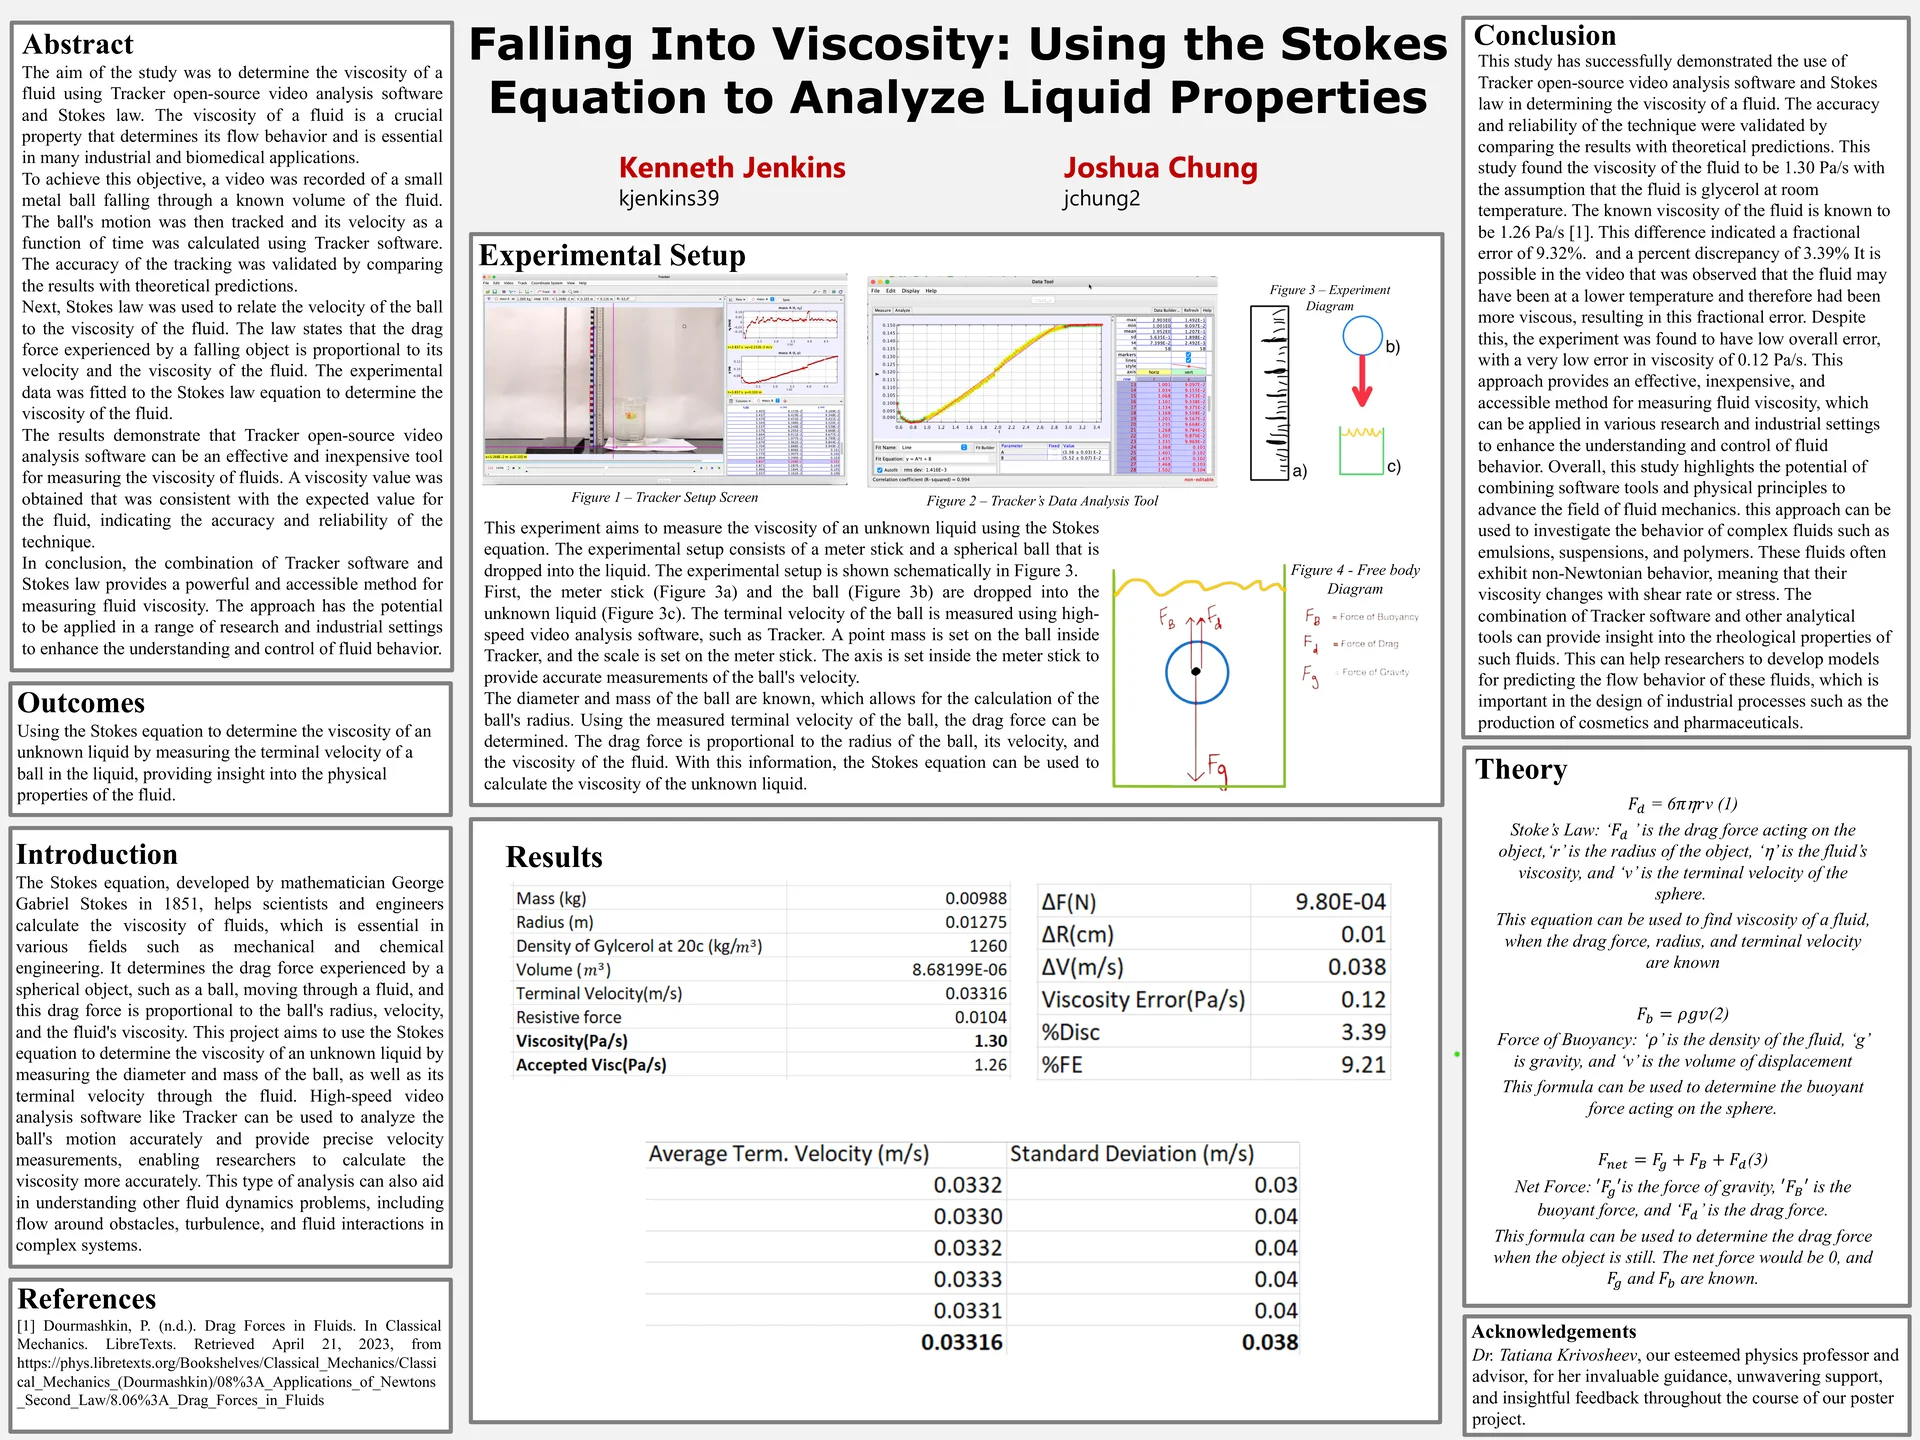 Falling Into Viscosity: Using the Stokes
Equation to Analyze Liquid Properties
Kenneth Jenkins
kjenkins39
Joshua Chung
jchung2
Abstract
The aim of the study was to determine the viscosity of a
fluid using Tracker open-source video analysis software
and Stokes law. The viscosity of a fluid is a crucial
property that determines its flow behavior and is essential
in many industrial and biomedical applications.
To achieve this objective, a video was recorded of a small
metal ball falling through a known volume of the fluid.
The ball's motion was then tracked and its velocity as a
function of time was calculated using Tracker software.
The accuracy of the tracking was validated by comparing
the results with theoretical predictions.
Next, Stokes law was used to relate the velocity of the ball
to the viscosity of the fluid. The law states that the drag
force experienced by a falling object is proportional to its
velocity and the viscosity of the fluid. The experimental
data was fitted to the Stokes law equation to determine the
viscosity of the fluid.
The results demonstrate that Tracker open-source video
analysis software can be an effective and inexpensive tool
for measuring the viscosity of fluids. A viscosity value was
obtained that was consistent with the expected value for
the fluid, indicating the accuracy and reliability of the
technique.
In conclusion, the combination of Tracker software and
Stokes law provides a powerful and accessible method for
measuring fluid viscosity. The approach has the potential
to be applied in a range of research and industrial settings
to enhance the understanding and control of fluid behavior.
Outcomes
Using the Stokes equation to determine the viscosity of an
unknown liquid by measuring the terminal velocity of a
ball in the liquid, providing insight into the physical
properties of the fluid.
Introduction
The Stokes equation, developed by mathematician George
Gabriel Stokes in 1851, helps scientists and engineers
calculate the viscosity of fluids, which is essential in
various fields such as mechanical and chemical
engineering. It determines the drag force experienced by a
spherical object, such as a ball, moving through a fluid, and
this drag force is proportional to the ball's radius, velocity,
and the fluid's viscosity. This project aims to use the Stokes
equation to determine the viscosity of an unknown liquid by
measuring the diameter and mass of the ball, as well as its
terminal velocity through the fluid. High-speed video
analysis software like Tracker can be used to analyze the
ball's motion accurately and provide precise velocity
measurements, enabling researchers to calculate the
viscosity more accurately. This type of analysis can also aid
in understanding other fluid dynamics problems, including
flow around obstacles, turbulence, and fluid interactions in
complex systems.
References
[1] Dourmashkin, P. (n.d.). Drag Forces in Fluids. In Classical
Mechanics. LibreTexts. Retrieved April 21, 2023, from
https://phys.libretexts.org/Bookshelves/Classical_Mechanics/Classi
cal_Mechanics_(Dourmashkin)/08%3A_Applications_of_Newtons
_Second_Law/8.06%3A_Drag_Forces_in_Fluids
Experimental Setup
Tracker
Figure 1 – Tracker Setup Screen
Data Tool
File Edit Display Help
Measure Analyze
Data Builder... Refresh Help
markers
lines
style
axis horiz vert
Fit Name: Line
Fit Builder
Fit Equation: y = A*t + B
Autofit rms dev: 1.416E-3
Parameter Fixed Value
Correlation coefficient (R-squared) = 0.994
non-editable
Figure 2 – Tracker’s Data Analysis Tool
Figure 3 – Experiment
Diagram
a)
b)
c)
This experiment aims to measure the viscosity of an unknown liquid using the Stokes
equation. The experimental setup consists of a meter stick and a spherical ball that is
dropped into the liquid. The experimental setup is shown schematically in Figure 3.
First, the meter stick (Figure 3a) and the ball (Figure 3b) are dropped into the
unknown liquid (Figure 3c). The terminal velocity of the ball is measured using high-
speed video analysis software, such as Tracker. A point mass is set on the ball inside
Tracker, and the scale is set on the meter stick. The axis is set inside the meter stick to
provide accurate measurements of the ball's velocity.
The diameter and mass of the ball are known, which allows for the calculation of the
ball's radius. Using the measured terminal velocity of the ball, the drag force can be
determined. The drag force is proportional to the radius of the ball, its velocity, and
the viscosity of the fluid. With this information, the Stokes equation can be used to
calculate the viscosity of the unknown liquid.
Figure 4 - Free body
Diagram
F_B F_d
F_g
F_B = Force of Buoyancy
F_d = Force of Drag
F_g = Force of Gravity
Results
Mass (kg) 0.00988
Radius (m) 0.01275
Density of Gylcerol at 20c (kg/m³) 1260
Volume (m³) 8.68199E-06
Terminal Velocity(m/s) 0.03316
Resistive force 0.0104
Viscosity(Pa/s) 1.30
Accepted Visc(Pa/s) 1.26
ΔF(N) 9.80E-04
ΔR(cm) 0.01
ΔV(m/s) 0.038
Viscosity Error(Pa/s) 0.12
%Disc 3.39
%FE 9.21
Average Term. Velocity (m/s) Standard Deviation (m/s)
0.0332 0.03
0.0330 0.04
0.0332 0.04
0.0333 0.04
0.0331 0.04
0.03316 0.038
Conclusion
This study has successfully demonstrated the use of
Tracker open-source video analysis software and Stokes
law in determining the viscosity of a fluid. The accuracy
and reliability of the technique were validated by
comparing the results with theoretical predictions. This
study found the viscosity of the fluid to be 1.30 Pa/s with
the assumption that the fluid is glycerol at room
temperature. The known viscosity of the fluid is known to
be 1.26 Pa/s [1]. This difference indicated a fractional
error of 9.32%. and a percent discrepancy of 3.39% It is
possible in the video that was observed that the fluid may
have been at a lower temperature and therefore had been
more viscous, resulting in this fractional error. Despite
this, the experiment was found to have low overall error,
with a very low error in viscosity of 0.12 Pa/s. This
approach provides an effective, inexpensive, and
accessible method for measuring fluid viscosity, which
can be applied in various research and industrial settings
to enhance the understanding and control of fluid
behavior. Overall, this study highlights the potential of
combining software tools and physical principles to
advance the field of fluid mechanics. this approach can be
used to investigate the behavior of complex fluids such as
emulsions, suspensions, and polymers. These fluids often
exhibit non-Newtonian behavior, meaning that their
viscosity changes with shear rate or stress. The
combination of Tracker software and other analytical
tools can provide insight into the rheological properties of
such fluids. This can help researchers to develop models
for predicting the flow behavior of these fluids, which is
important in the design of industrial processes such as the
production of cosmetics and pharmaceuticals.
Theory
F_d = 6πηrv (1)
Stoke’s Law: ‘F_d ’ is the drag force acting on the
object,‘r’ is the radius of the object, ‘η’ is the fluid’s
viscosity, and ‘v’ is the terminal velocity of the
sphere.
This equation can be used to find viscosity of a fluid,
when the drag force, radius, and terminal velocity
are known
F_b = ρgv(2)
Force of Buoyancy: ‘ρ’ is the density of the fluid, ‘g’
is gravity, and ‘v’ is the volume of displacement
This formula can be used to determine the buoyant
force acting on the sphere.
F_net = F_g + F_B + F_d(3)
Net Force: 'F_g'is the force of gravity, 'F_B' is the
buoyant force, and ‘F_d’ is the drag force.
This formula can be used to determine the drag force
when the object is still. The net force would be 0, and
F_g and F_b are known.
Acknowledgements
Dr. Tatiana Krivosheev, our esteemed physics professor and
advisor, for her invaluable guidance, unwavering support,
and insightful feedback throughout the course of our poster
project.